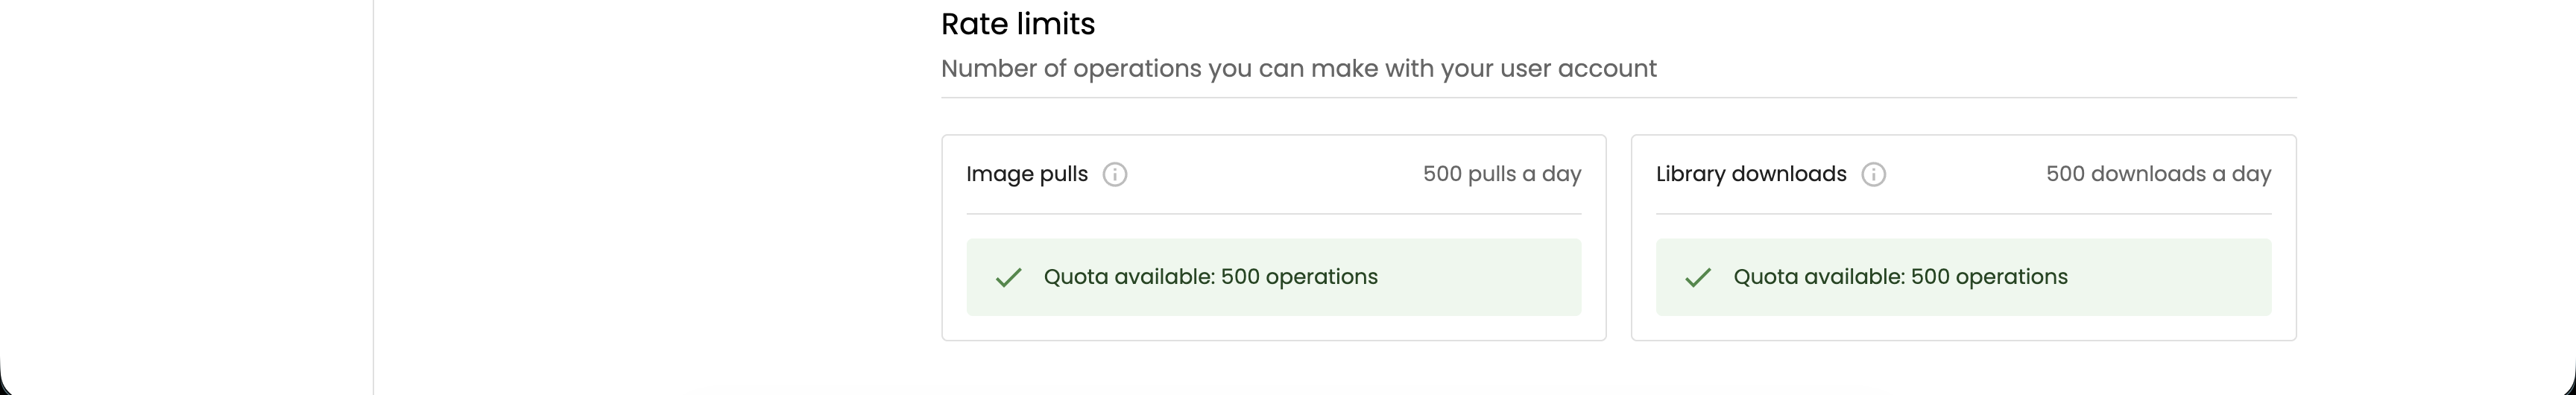 Rate limits
Number of operations you can make with your user account
Image pulls 500 pulls a day
Quota available: 500 operations
Library downloads 500 downloads a day
Quota available: 500 operations